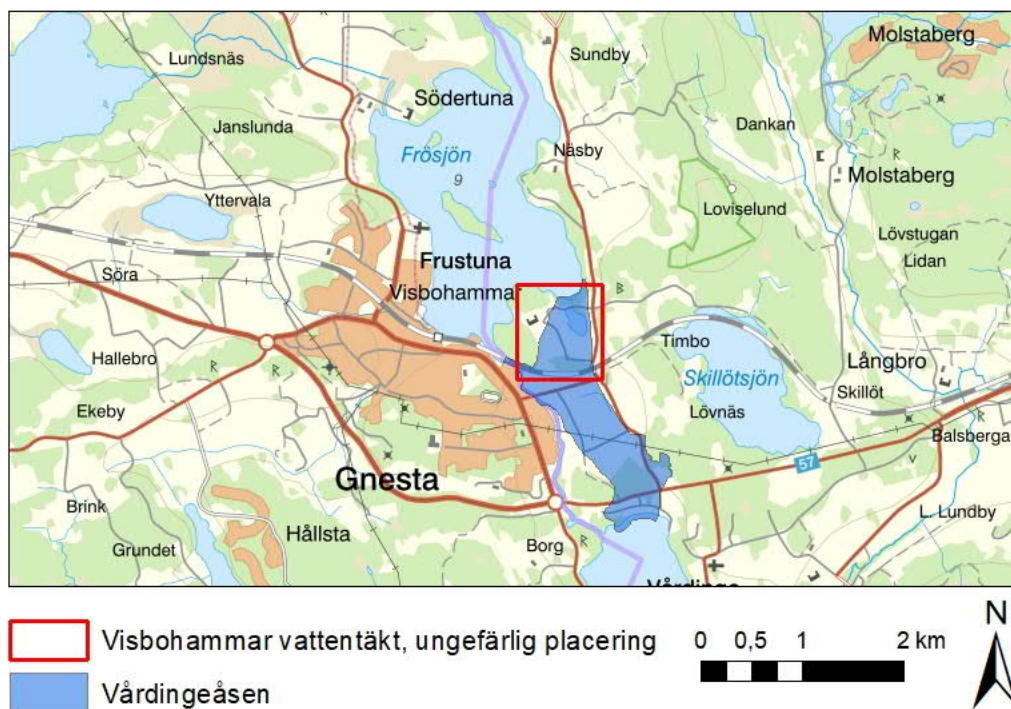 Lundsnäs
Sundby
Molstaberg
Södertuna
Janslunda
Dankan
Frösjön
Näsby
9
Molstaberg
Yttervala
Loviselund
Lövstugan
Frustuna
Lidan
Söra
Visbohammar
Timbo
Hallebro
Långbro
Skillötsjön
Skillöt
Ekeby
Lövnäs
Balsberga
57
Gnesta
Brink
Hållsta
L. Lundby
Grundet
Borg
Vårdinge
N
Visbohammar vattentäkt, ungefärlig placering
0 0,5 1 2 km
Vårdingeåsen